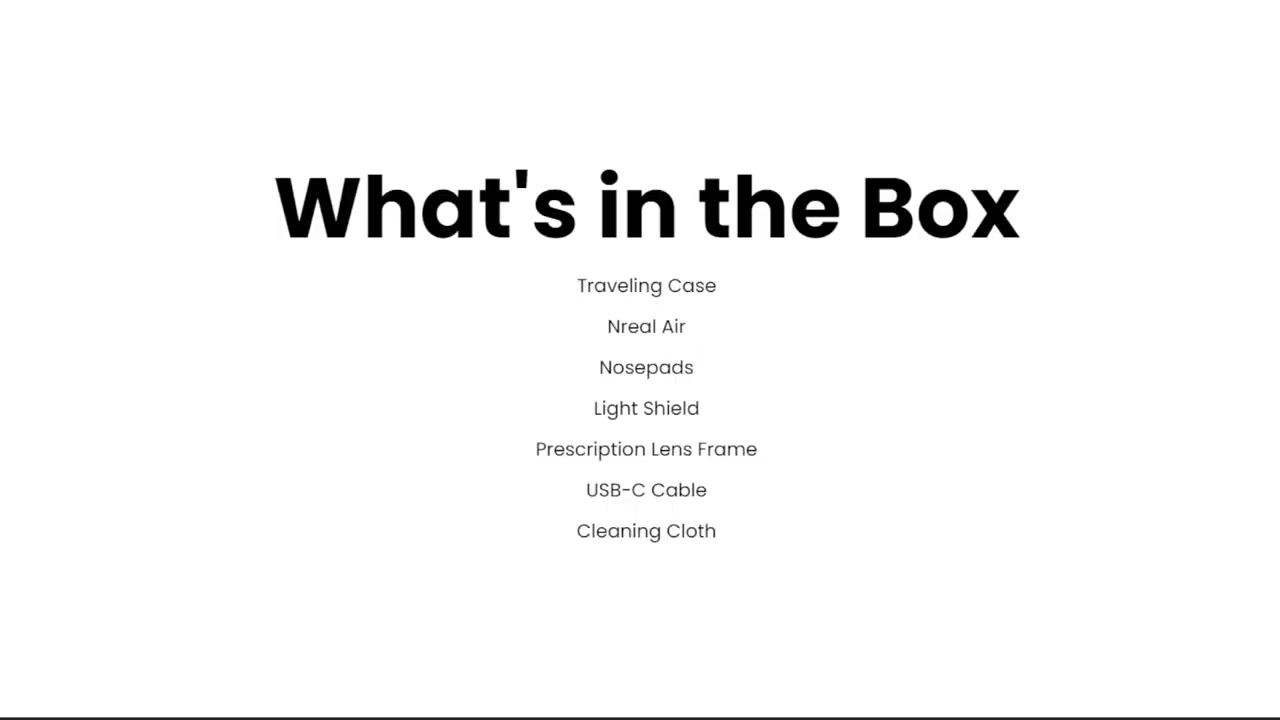 What's in the Box
Traveling Case
Nreal Air
Nosepads
Light Shield
Prescription Lens Frame
USB-C Cable
Cleaning Cloth